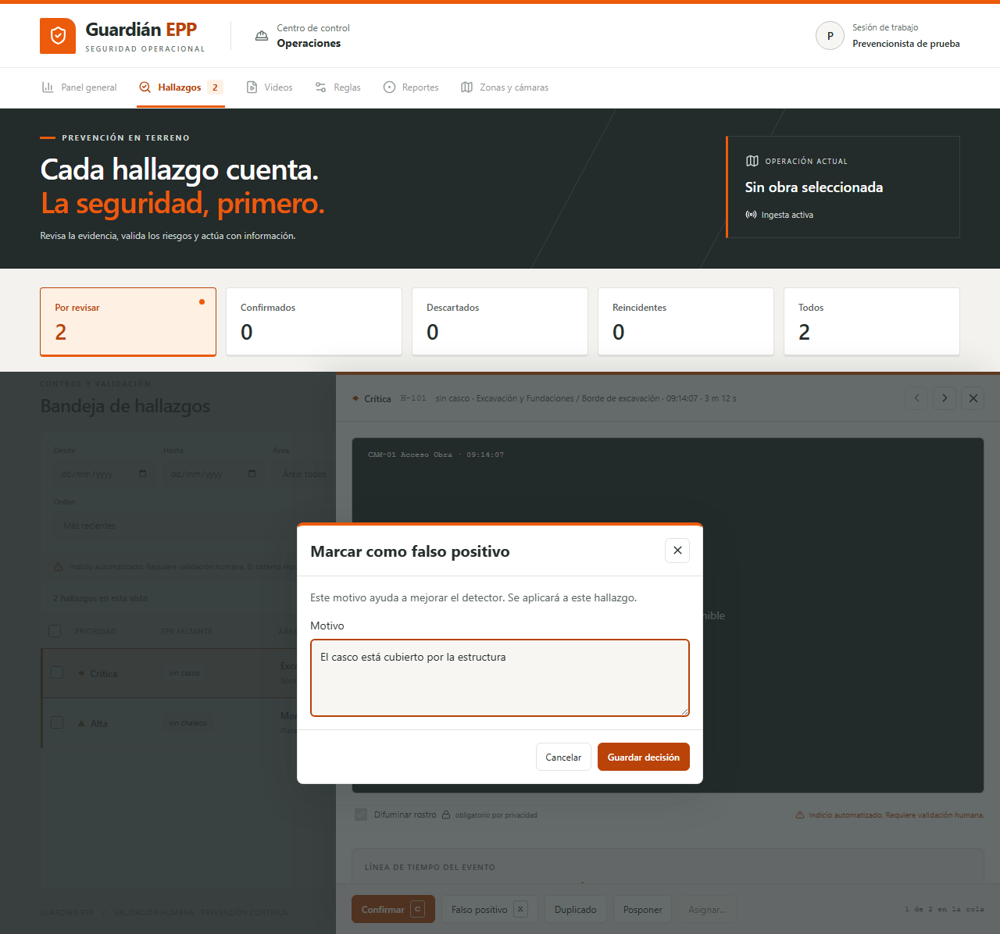 Guardián EPP
SEGURIDAD OPERACIONAL
Centro de control
Operaciones
P
Sesión de trabajo
Prevencionista de prueba
Panel general
Hallazgos 2
Videos
Reglas
Reportes
Zonas y cámaras
PREVENCIÓN EN TERRENO
Cada hallazgo cuenta.
La seguridad, primero.
Revisa la evidencia, valida los riesgos y actúa con información.
OPERACIÓN ACTUAL
Sin obra seleccionada
Ingesta activa
Por revisar
2
Confirmados
0
Descartados
0
Reincidentes
0
Todos
2
CONTROL Y VALIDACIÓN
Bandeja de hallazgos
Desde
Hasta
Área
dd/mm/yyyy
dd/mm/yyyy
Área: todos
Orden
Más recientes
Indicio automatizado. Requiere validación humana. El sistema
2 hallazgos en esta vista
PRIORIDAD
EPP FALTANTE
Crítica
sin casco
Alta
sin chaleco
GUARDIÁN EPP / VALIDACIÓN HUMANA · PREVENCIÓN CONTINUA
Crítica H-101 sin casco · Excavación y Fundaciones / Borde de excavación · 09:14:07 · 3 m 12 s
CAM-01 Acceso Obra · 09:14:07
Marcar como falso positivo
Este motivo ayuda a mejorar el detector. Se aplicará a este hallazgo.
Motivo
El casco está cubierto por la estructura
Cancelar
Guardar decisión
Difuminar rostro
obligatorio por privacidad
Indicio automatizado. Requiere validación humana.
LÍNEA DE TIEMPO DEL EVENTO
Confirmar C
Falso positivo X
Duplicado
Posponer
Asignar...
1 de 2 en la cola